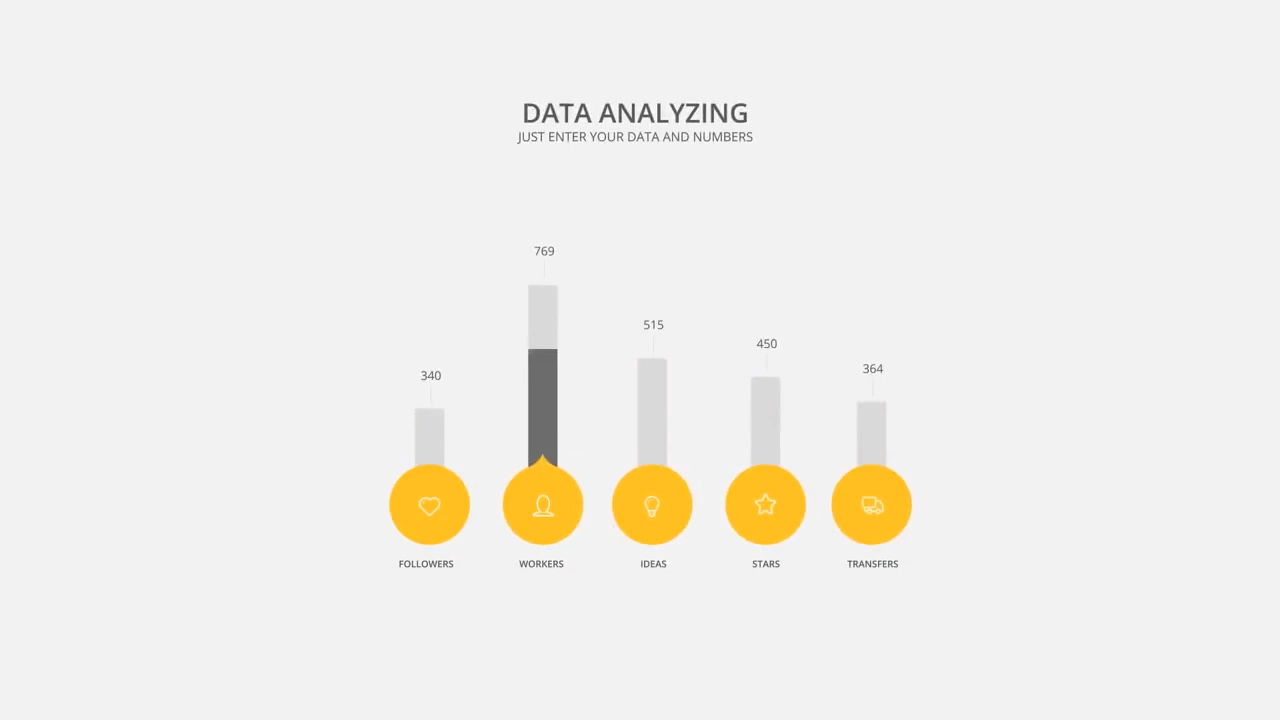 DATA ANALYZING
JUST ENTER YOUR DATA AND NUMBERS
769
515
450
364
340
FOLLOWERS
WORKERS
IDEAS
STARS
TRANSFERS